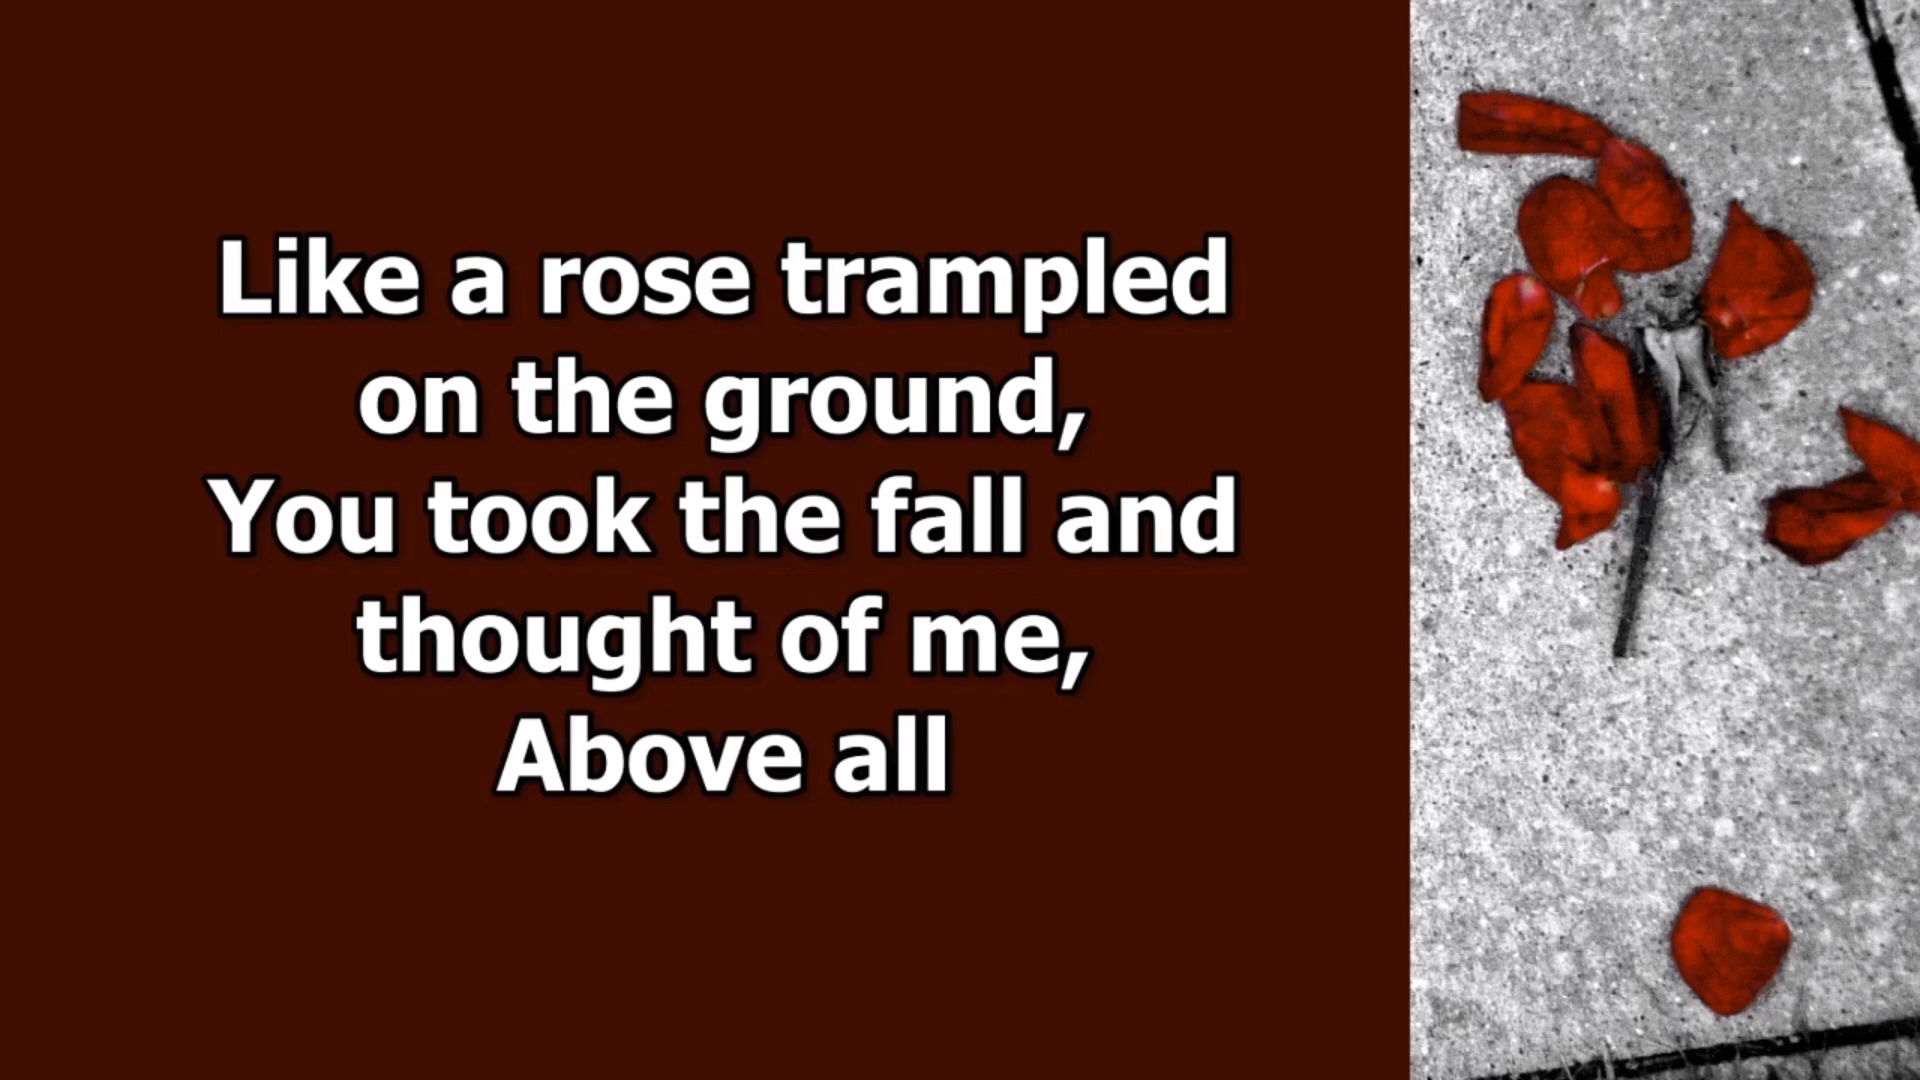 Like a rose trampled
on the ground,
You took the fall and
thought of me,
Above all